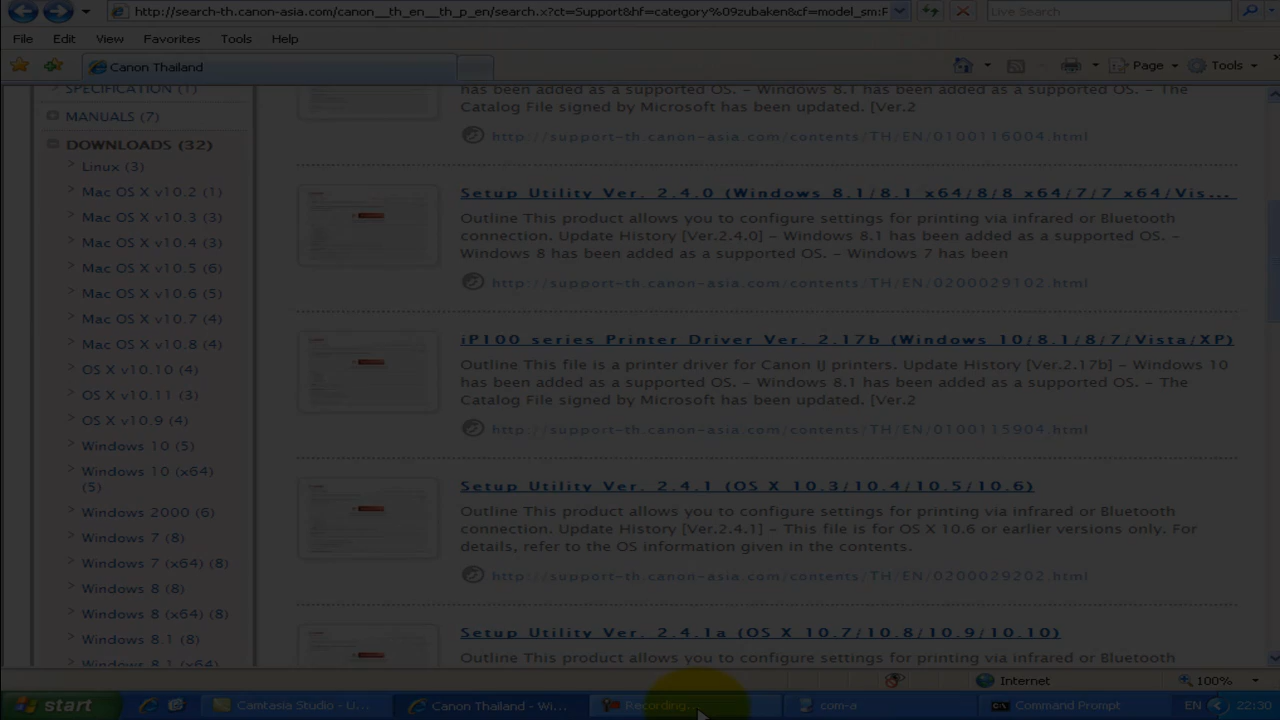 http://search-th.canon-asia.com/canon__th_en__th_p_en/search.x?ct=Support&hf=category%09zubaken&cf=model_sm:F
Live Search
File Edit View Favorites Tools Help
Canon Thailand
Page Tools
SPECIFICATION (1)
MANUALS (7)
DOWNLOADS (32)
Linux (3)
Mac OS X v10.2 (1)
Mac OS X v10.3 (3)
Mac OS X v10.4 (3)
Mac OS X v10.5 (6)
Mac OS X v10.6 (5)
Mac OS X v10.7 (4)
Mac OS X v10.8 (4)
OS X v10.10 (4)
OS X v10.11 (3)
OS X v10.9 (4)
Windows 10 (5)
Windows 10 (x64)
(5)
Windows 2000 (6)
Windows 7 (8)
Windows 7 (x64) (8)
Windows 8 (8)
Windows 8 (x64) (8)
Windows 8.1 (8)
Windows 8.1 (x64)
has been added as a supported OS. - Windows 8.1 has been added as a supported OS. - The
Catalog File signed by Microsoft has been updated. [Ver.2
http://support-th.canon-asia.com/contents/TH/EN/0100116004.html
Setup Utility Ver. 2.4.0 (Windows 8.1/8.1 x64/8/8 x64/7/7 x64/Vis...
Outline This product allows you to configure settings for printing via infrared or Bluetooth
connection. Update History [Ver.2.4.0] - Windows 8.1 has been added as a supported OS. -
Windows 8 has been added as a supported OS. - Windows 7 has been
http://support-th.canon-asia.com/contents/TH/EN/0200029102.html
iP100 series Printer Driver Ver. 2.17b (Windows 10/8.1/8/7/Vista/XP)
Outline This file is a printer driver for Canon IJ printers. Update History [Ver.2.17b] - Windows 10
has been added as a supported OS. - Windows 8.1 has been added as a supported OS. - The
Catalog File signed by Microsoft has been updated. [Ver.2
http://support-th.canon-asia.com/contents/TH/EN/0100115904.html
Setup Utility Ver. 2.4.1 (OS X 10.3/10.4/10.5/10.6)
Outline This product allows you to configure settings for printing via infrared or Bluetooth
connection. Update History [Ver.2.4.1] - This file is for OS X 10.6 or earlier versions only. For
details, refer to the OS information given in the contents.
http://support-th.canon-asia.com/contents/TH/EN/0200029202.html
Setup Utility Ver. 2.4.1a (OS X 10.7/10.8/10.9/10.10)
Outline This product allows you to configure settings for printing via infrared or Bluetooth
Internet 100%
start Camtasia Studio - U... Canon Thailand - Wi... Recording... com-a Command Prompt EN 22:30